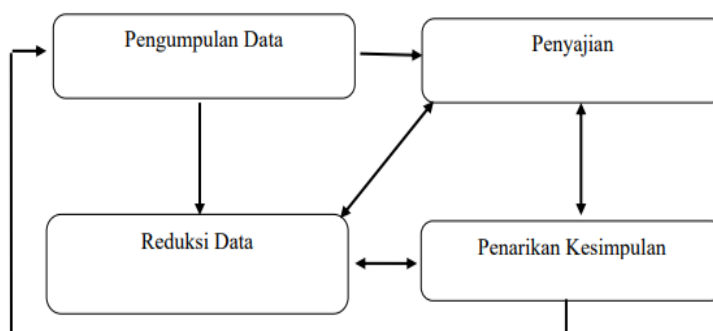 Pengumpulan Data
Penyajian
Reduksi Data
Penarikan Kesimpulan